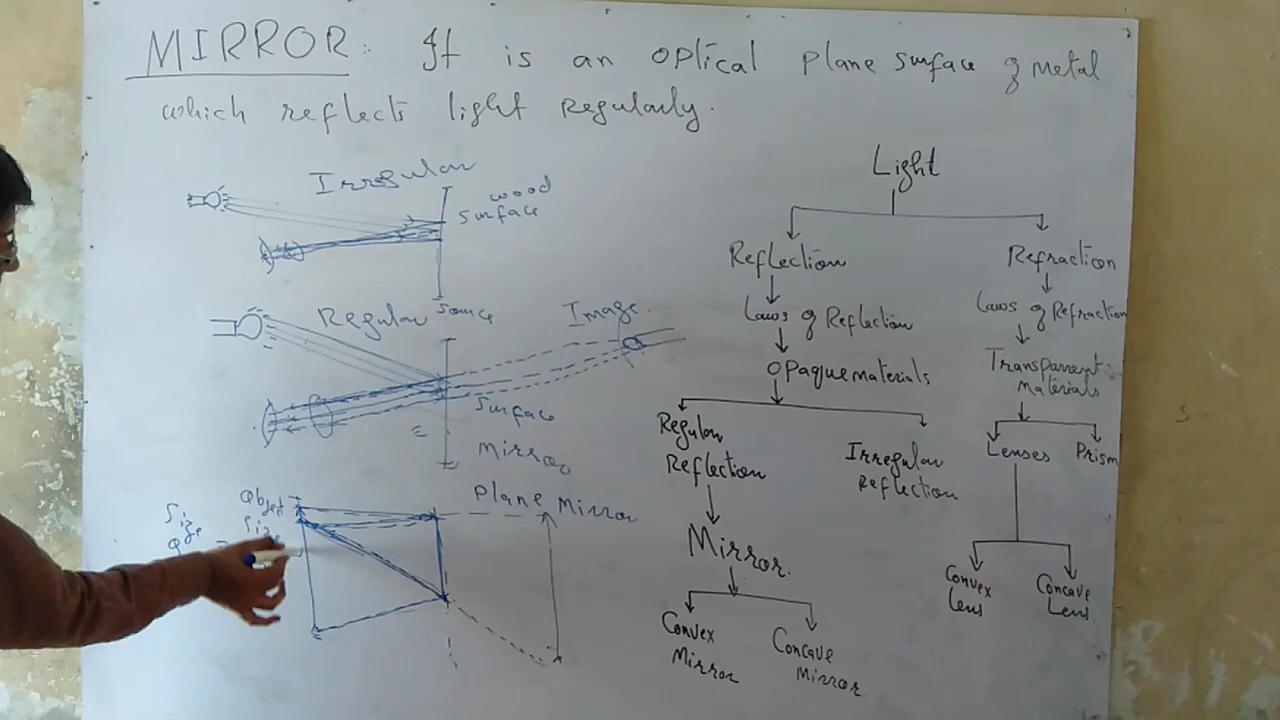 MIRROR: It is an optical plane surface of Metal
which reflects light Regularly.
Irregular
wood
Surface
Regular
Source
Image
Surface
Mirror
Object
Size
Size
Plane Mirror
Light
Reflection
Refraction
Laws of Reflection
Laws of Refraction
Opaque materials
Transparrent
materials
Regular
Reflection
Irregular
Reflection
Lenses
Prism
Mirror.
Convex
Mirror
Concave
Mirror
Convex
Lens
Concave
Lens